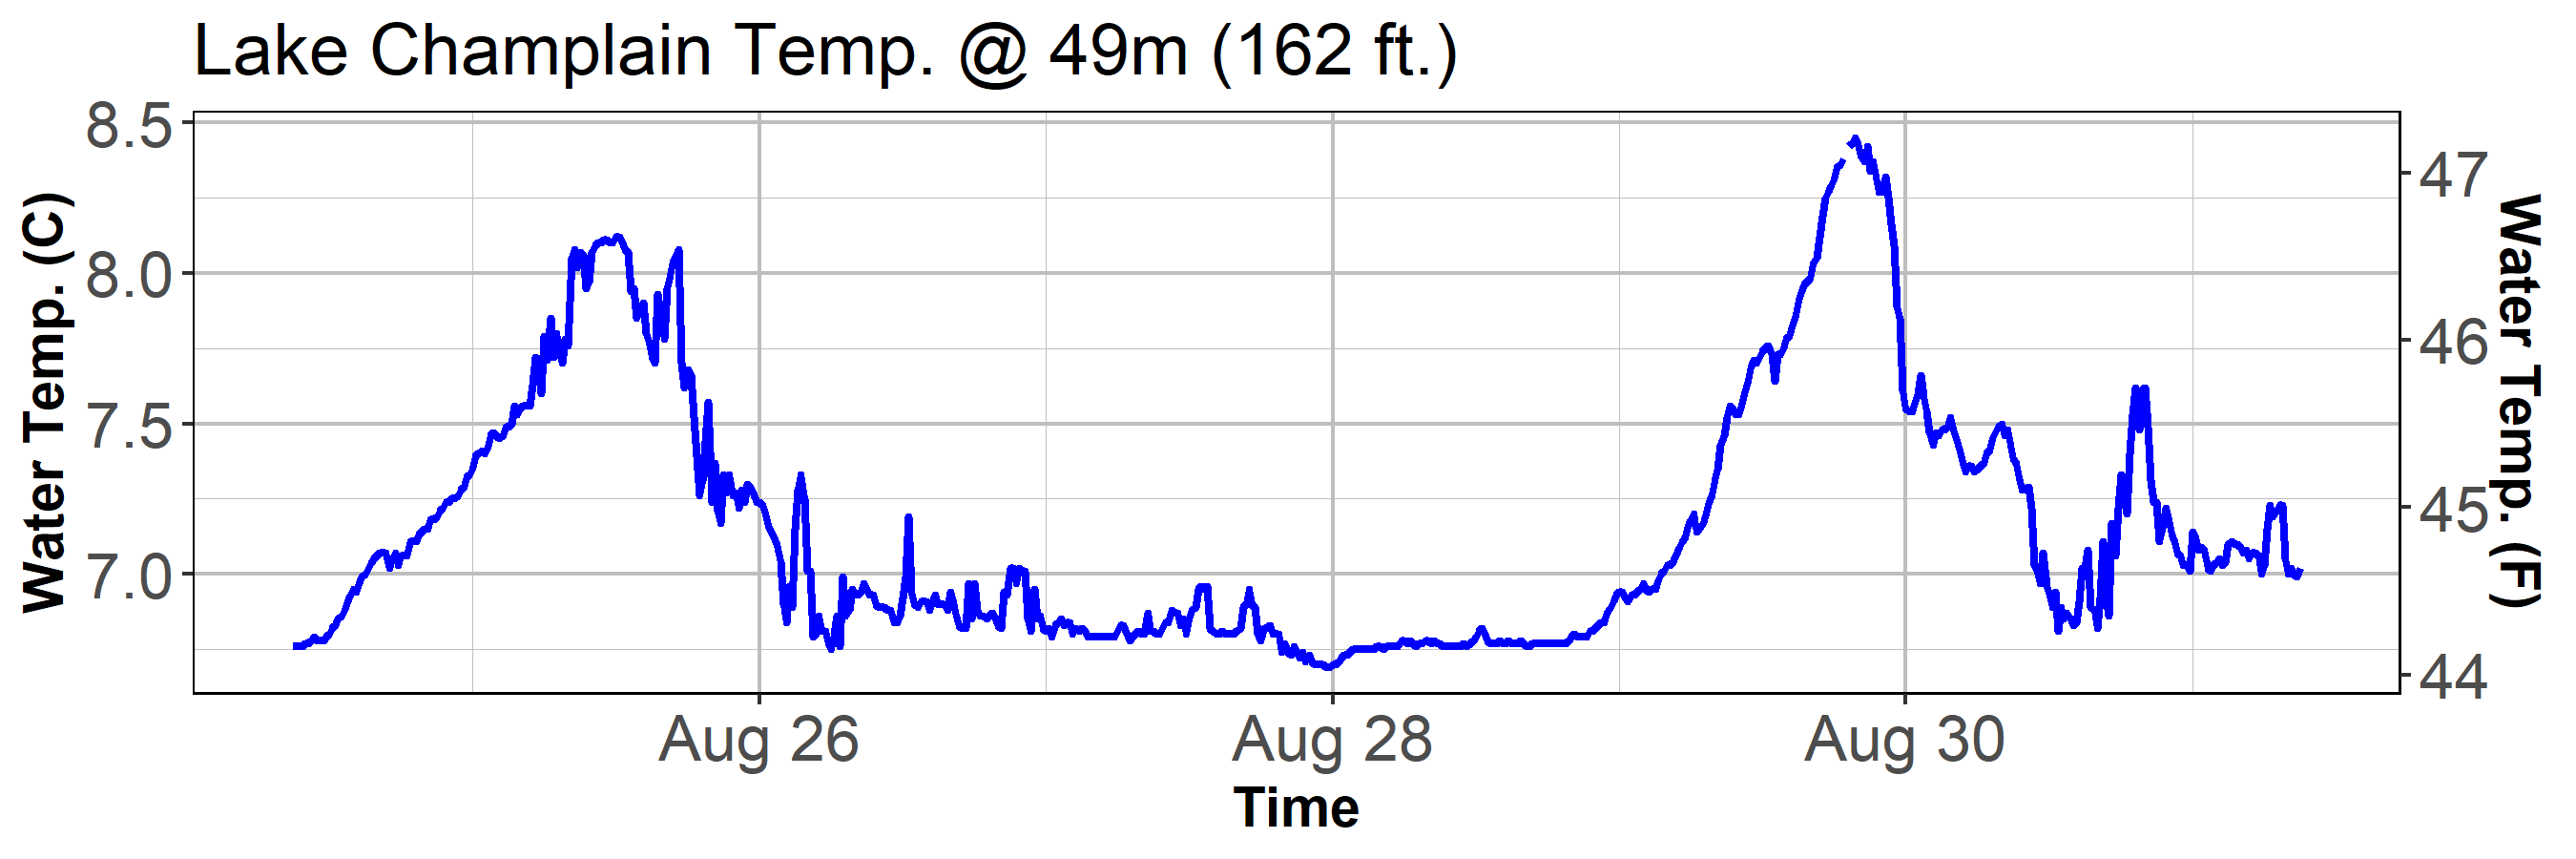 Lake Champlain Temp. @ 49m (162 ft.)
Water Temp. (C)
8.5
8.0
7.5
7.0
47
46
45
44
Water Temp. (F)
Aug 26
Aug 28
Aug 30
Time